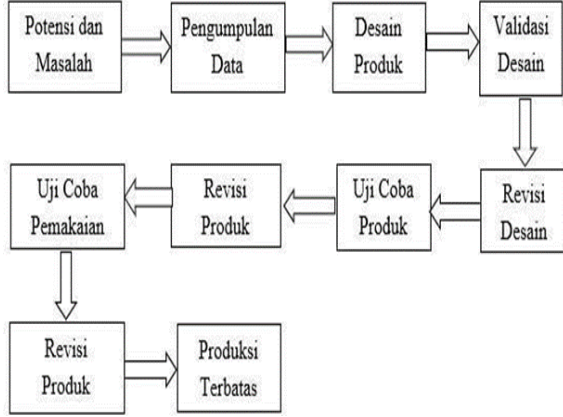 Potensi dan
Masalah
Pengumpulan
Data
Desain
Produk
Validasi
Desain
Revisi
Desain
Uji Coba
Produk
Revisi
Produk
Uji Coba
Pemakaian
Revisi
Produk
Produksi
Terbatas